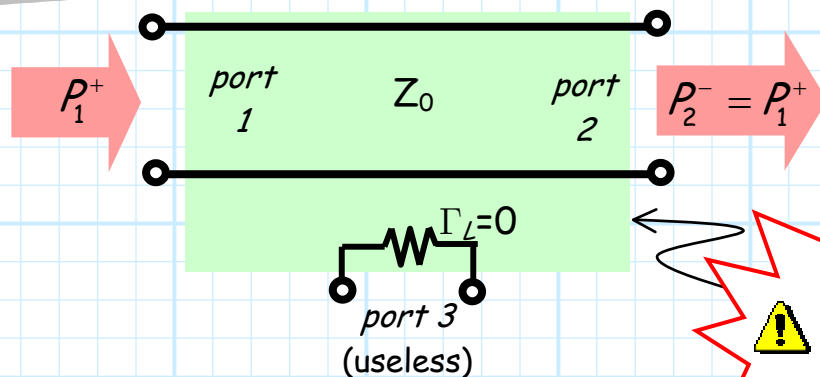 P₁⁺
port
1
Z₀
port
2
P₂⁻ = P₁⁺
Γ_L=0
port 3
(useless)
!